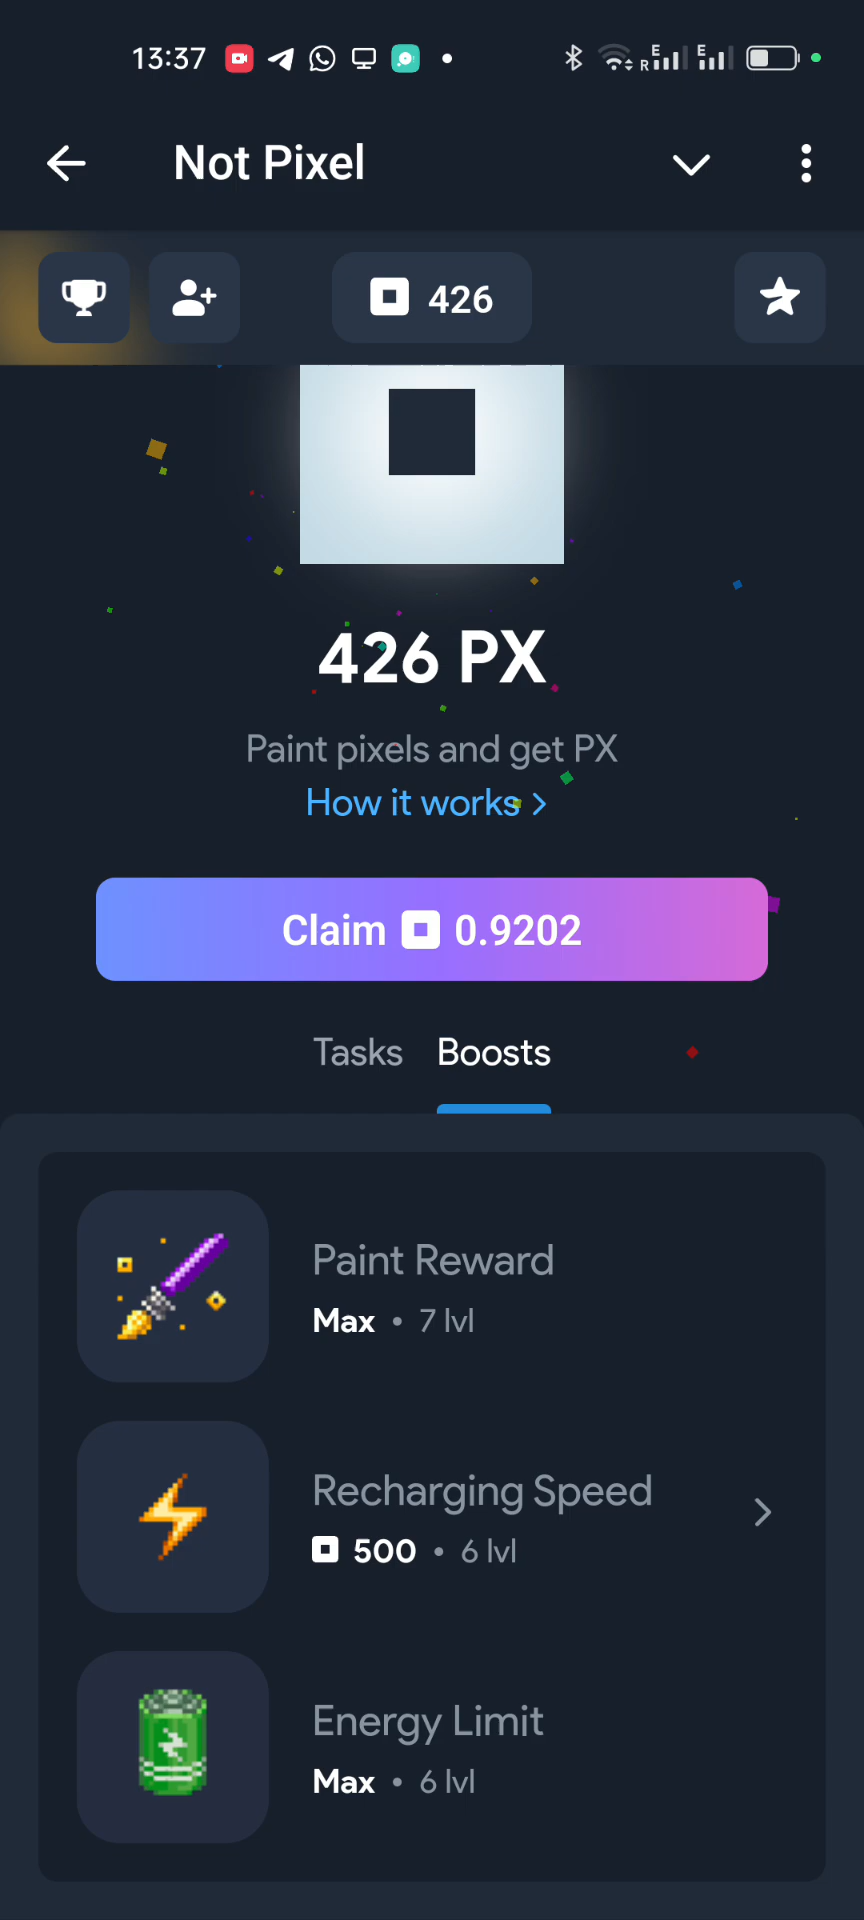 13:37
R E E
Not Pixel
426
426 PX
Paint pixels and get PX
How it works >
Claim 0.9202
Tasks Boosts
Paint Reward
Max • 7 lvl
Recharging Speed
500 • 6 lvl
Energy Limit
Max • 6 lvl